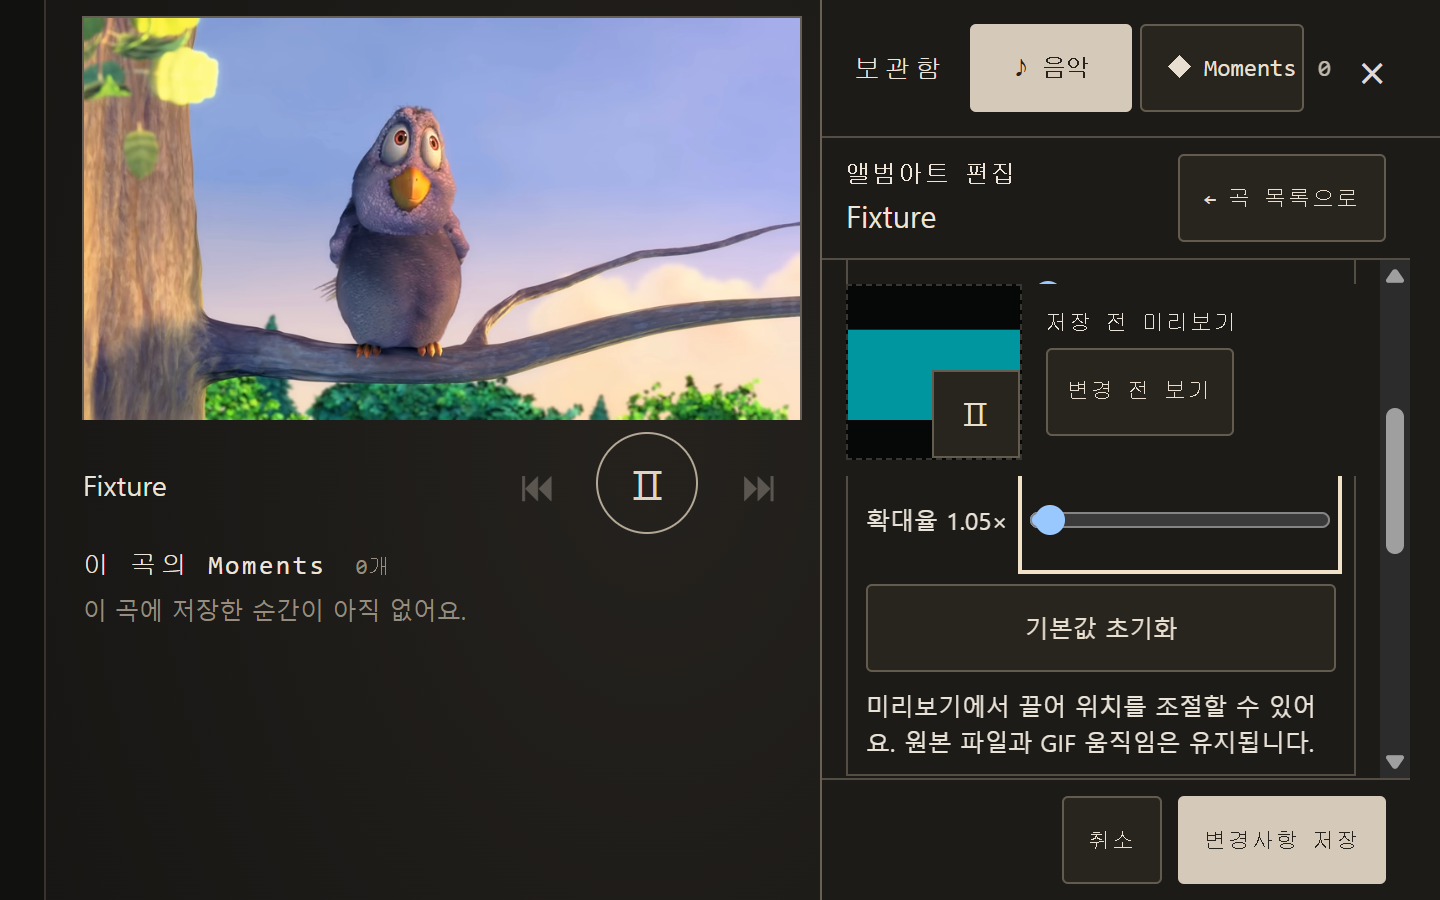 Fixture
이 곡의 Moments 0개
이 곡에 저장한 순간이 아직 없어요.
보관함
♪ 음악
◆ Moments 0
×
앨범아트 편집
Fixture
← 곡 목록으로
저장 전 미리보기
변경 전 보기
확대율 1.05×
기본값 초기화
미리보기에서 끌어 위치를 조절할 수 있어
요. 원본 파일과 GIF 움직임은 유지됩니다.
취소
변경사항 저장